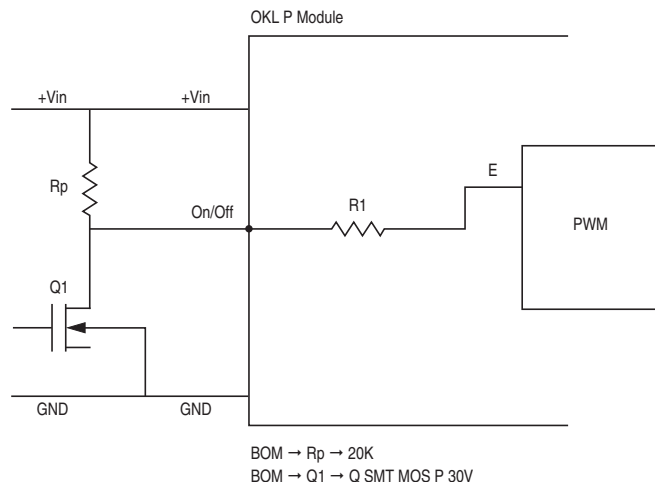 OKL P Module
+Vin +Vin
Rp
E
On/Off R1
PWM
Q1
GND GND
BOM → Rp → 20K
BOM → Q1 → Q SMT MOS P 30V